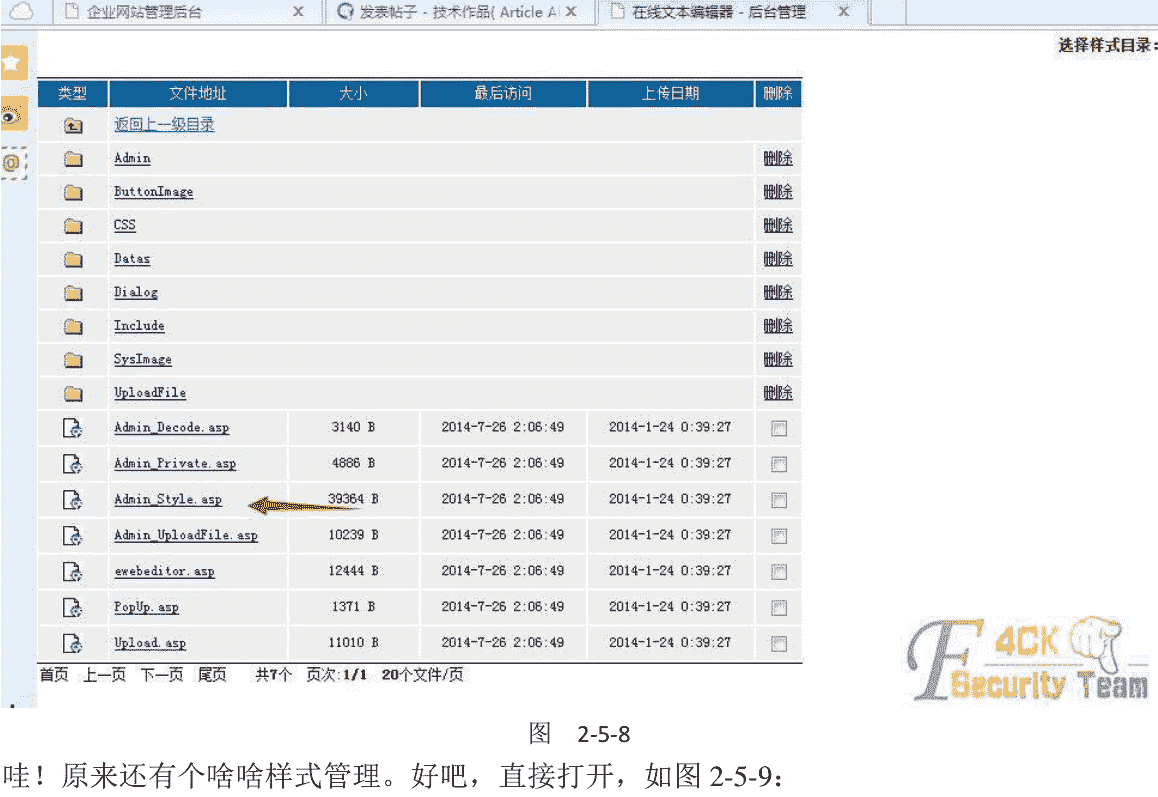 企业网站管理后台 发表帖子 - 技术作品( Article A 在线文本编辑器 - 后台管理
选择样式目录:
类型 文件地址 大小 最后访问 上传日期 删除
返回上一级目录
Admin 删除
ButtonImage 删除
CSS 删除
Datas 删除
Dialog 删除
Include 删除
SysImage 删除
UploadFile 删除
Admin_Decode.asp 3140 B 2014-7-26 2:06:49 2014-1-24 0:39:27
Admin_Private.asp 4886 B 2014-7-26 2:06:49 2014-1-24 0:39:27
Admin_Style.asp 39364 B 2014-7-26 2:06:49 2014-1-24 0:39:27
Admin_UploadFile.asp 10239 B 2014-7-26 2:06:49 2014-1-24 0:39:27
ewebeditor.asp 12444 B 2014-7-26 2:06:49 2014-1-24 0:39:27
PopUp.asp 1371 B 2014-7-26 2:06:49 2014-1-24 0:39:27
Upload.asp 11010 B 2014-7-26 2:06:49 2014-1-24 0:39:27
首页 上一页 下一页 尾页 共7个 页次:1/1 20个文件/页
F4CK
Security Team
图 2-5-8
哇！原来还有个啥啥样式管理。好吧，直接打开，如图 2-5-9：